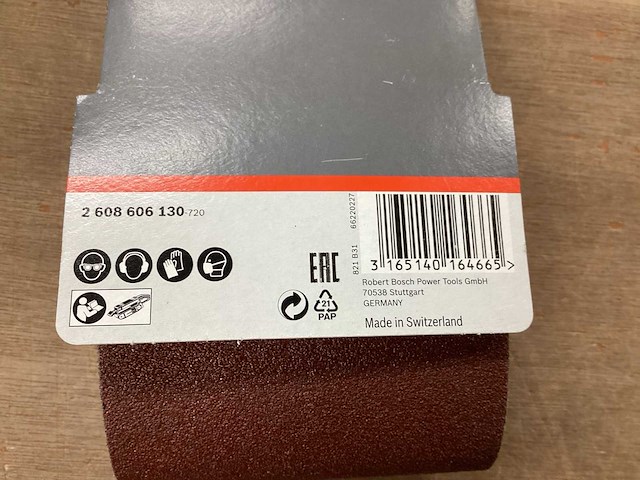 2 608 606 130-720
821 B31 66220227
3 165140 164665 >
EAC
Robert Bosch Power Tools GmbH
70538 Stuttgart
GERMANY
21
PAP
Made in Switzerland